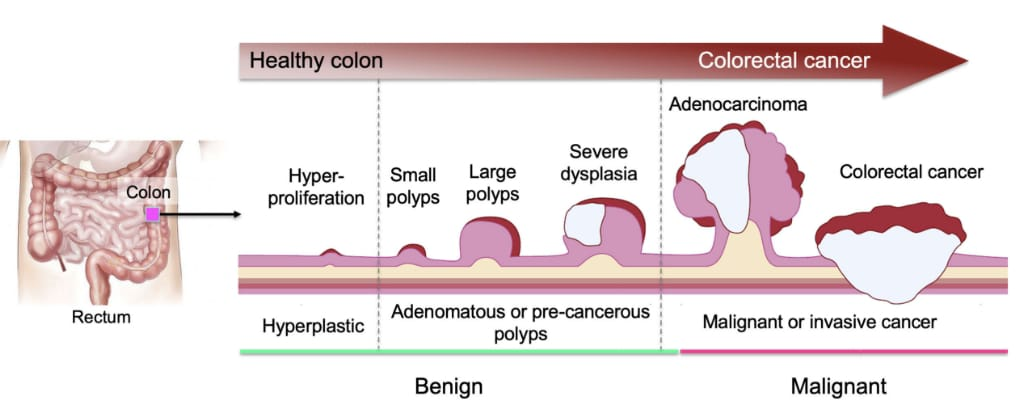 Healthy colon
Colorectal cancer
Adenocarcinoma
Severe
dysplasia
Large
polyps
Small
polyps
Hyper-
proliferation
Colorectal cancer
Colon
Rectum
Hyperplastic
Adenomatous or pre-cancerous
polyps
Malignant or invasive cancer
Benign
Malignant